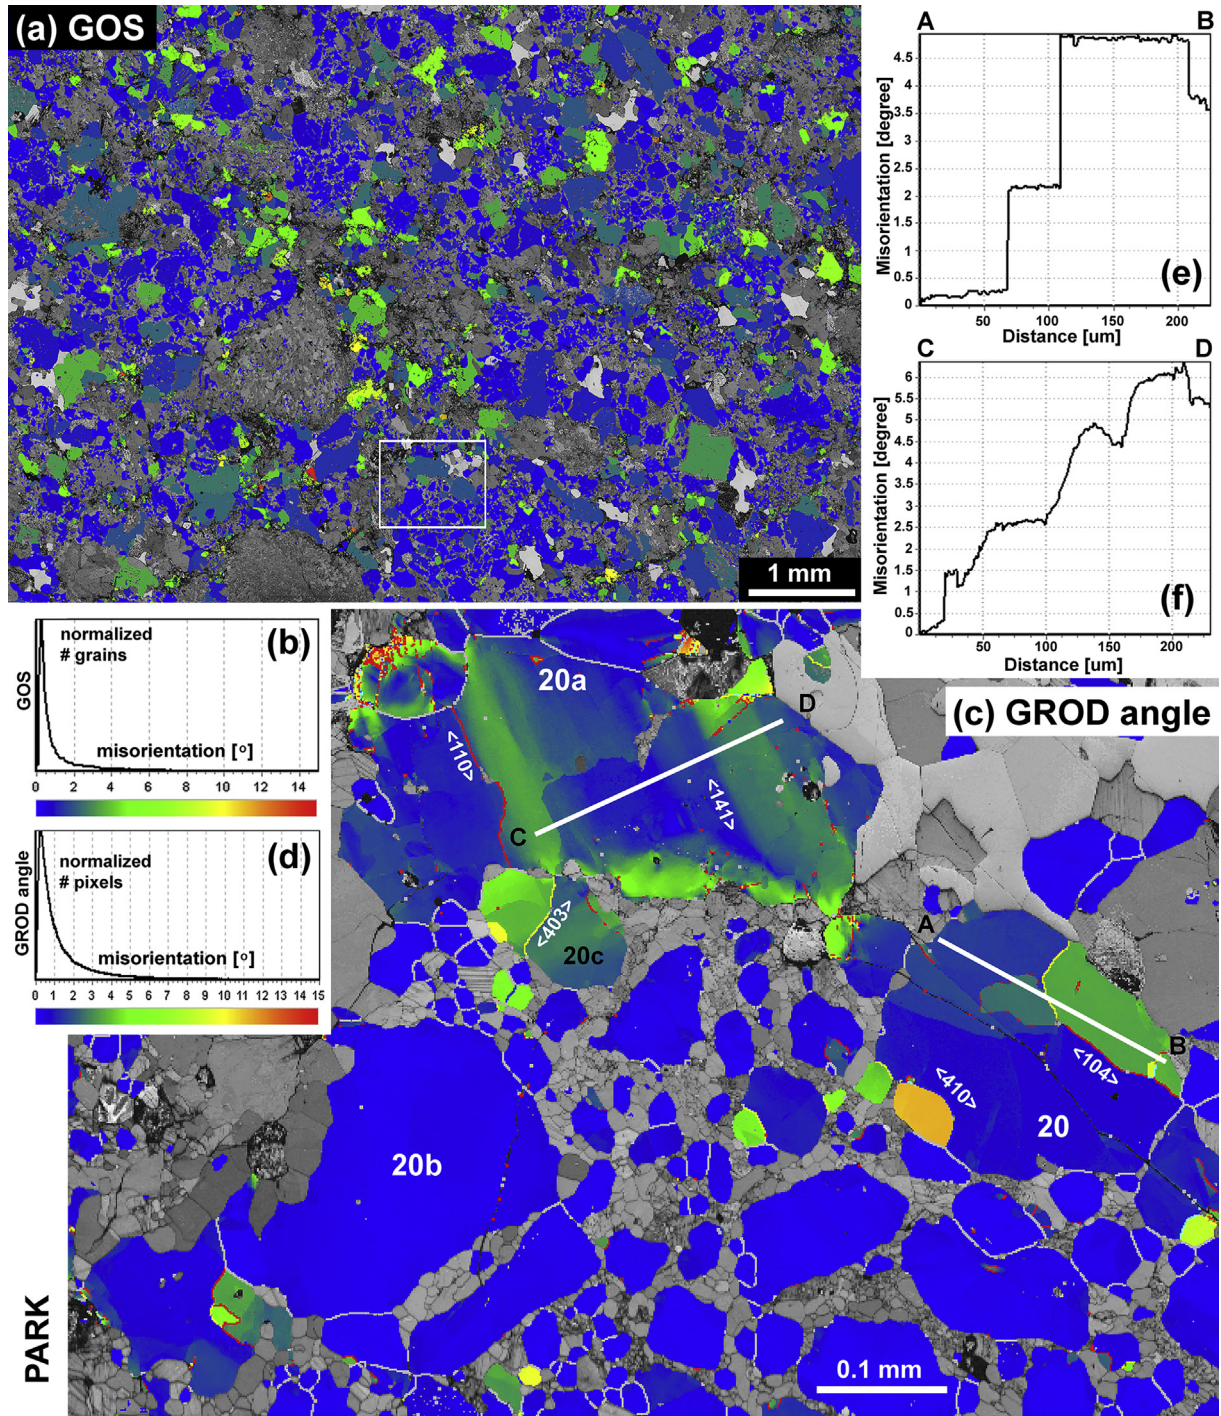 (a) GOS
1 mm
A B
Misorientation [degree]
4.5
4
3.5
3
2.5
2
1.5
1
0.5
0
50 100 150 200
Distance [um]
(e)
C D
Misorientation [degree]
6
5.5
5
4.5
4
3.5
3
2.5
2
1.5
1
0.5
0
50 100 150 200
Distance [um]
(f)
(b)
normalized
# grains
GOS
misorientation [º]
0 2 4 6 8 10 12 14
(d)
normalized
# pixels
GROD angle
misorientation [º]
0 1 2 3 4 5 6 7 8 9 10 11 12 13 14 15
(c) GROD angle
20a
D
<110>
<141>
C
<403>
20c
A
B
<104>
<410>
20
20b
PARK
0.1 mm